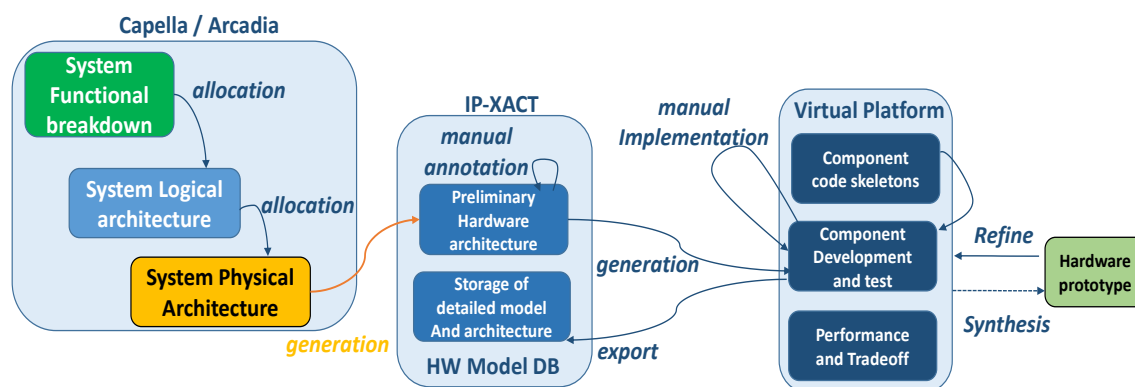 Capella / Arcadia
System
Functional
breakdown
allocation
System Logical
architecture
allocation
System Physical
Architecture
generation
IP-XACT
manual
annotation
Preliminary
Hardware
architecture
Storage of
detailed model
And architecture
HW Model DB
generation
export
manual
Implementation
Virtual Platform
Component
code skeletons
Component
Development
and test
Performance
and Tradeoff
Refine
Synthesis
Hardware
prototype